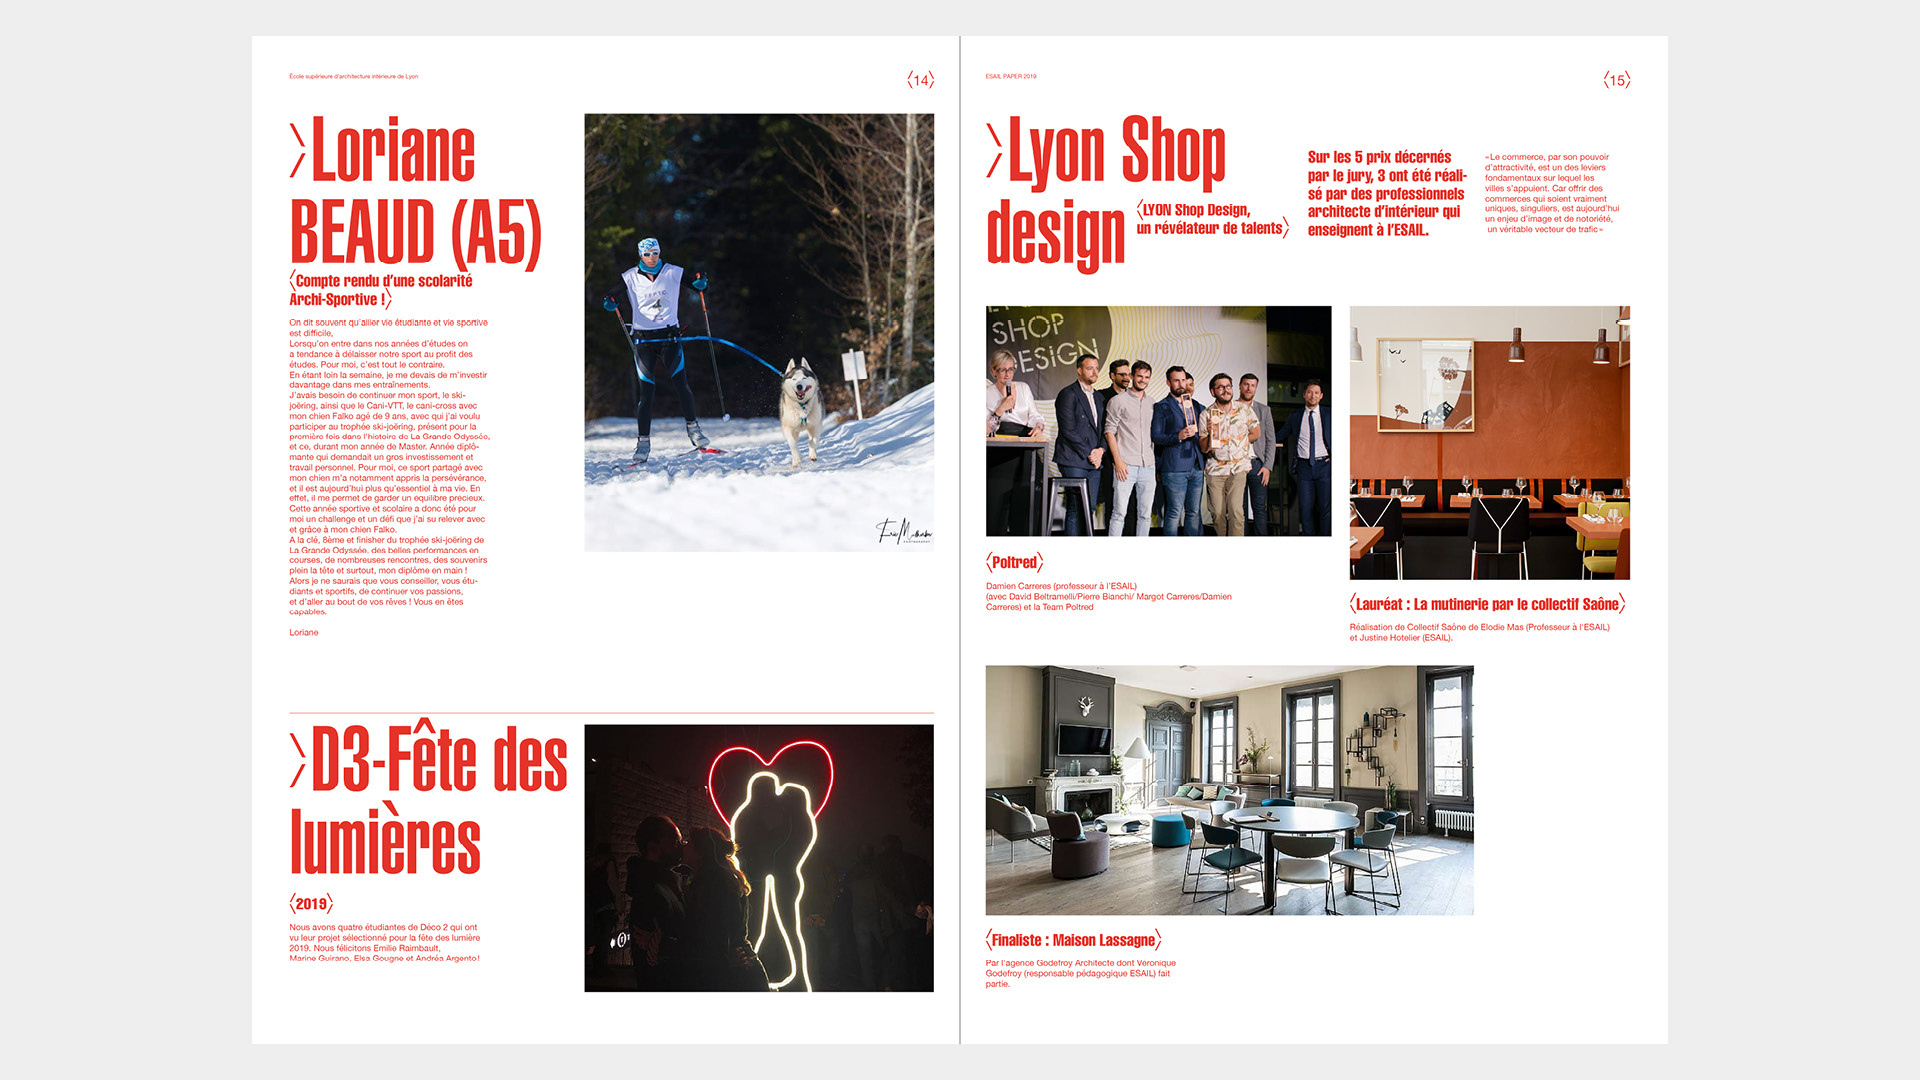 École supérieure d'architecture intérieure de Lyon
14
Loriane
BEAUD (A5)
Compte rendu d'une scolarité
Archi-Sportive !
On dit souvent qu'allier vie étudiante et vie sportive
est difficile,
Lorsqu'on entre dans nos années d'études on
a tendance à délaisser notre sport au profit des
études. Pour moi, c'est tout le contraire.
En étant loin la semaine, je me devais de m'investir
davantage dans mes entraînements.
J'avais besoin de continuer mon sport, le ski-
joëring, ainsi que le Cani-VTT, le cani-cross avec
mon chien Falko agé de 9 ans, avec qui j'ai voulu
participer au trophée ski-joëring, présent pour la
première fois dans l'histoire de La Grande Odyssée,
et ce, durant mon année de Master. Année diplô-
mante qui demandait un gros investissement et
travail personnel. Pour moi, ce sport partagé avec
mon chien m'a notamment appris la persévérance,
et il est aujourd'hui plus qu'essentiel à ma vie. En
effet, il me permet de garder un equilibre precieux.
Cette année sportive et scolaire a donc été pour
moi un challenge et un défi que j'ai su relever avec
et grâce à mon chien Falko.
A la clé, 8ème et finisher du trophée ski-joëring de
La Grande Odyssée, des belles performances en
courses, de nombreuses rencontres, des souvenirs
plein la tête et surtout, mon diplôme en main !
Alors je ne saurais que vous conseiller, vous étu-
diants et sportifs, de continuer vos passions,
et d'aller au bout de vos rêves ! Vous en êtes
capables.
Loriane
4
D3-Fête des
lumières
2019
Nous avons quatre étudiantes de Déco 2 qui ont
vu leur projet sélectionné pour la fête des lumière
2019. Nous félicitons Emilie Raimbault,
Marine Guirano, Elsa Gougne et Andréa Argento!
ESAIL PAPER 2019
15
Lyon Shop
design
LYON Shop Design,
un révélateur de talents
Sur les 5 prix décernés
par le jury, 3 ont été réali-
sé par des professionnels
architecte d'intérieur qui
enseignent à l'ESAIL.
«Le commerce, par son pouvoir
d'attractivité, est un des leviers
fondamentaux sur lequel les
villes s'appuient. Car offrir des
commerces qui soient vraiment
uniques, singuliers, est aujourd'hui
un enjeu d'image et de notoriété,
un véritable vecteur de trafic»
SHOP
DESIGN
Poltred
Damien Carreres (professeur à l'ESAIL)
(avec David Beltramelli/Pierre Bianchi/ Margot Carreres/Damien
Carreres) et la Team Poltred
Lauréat : La mutinerie par le collectif Saône
Réalisation de Collectif Saône de Elodie Mas (Professeur à l'ESAIL)
et Justine Hotelier (ESAIL).
Finaliste : Maison Lassagne
Par l'agence Godefroy Architecte dont Veronique
Godefroy (responsable pédagogique ESAIL) fait
partie.